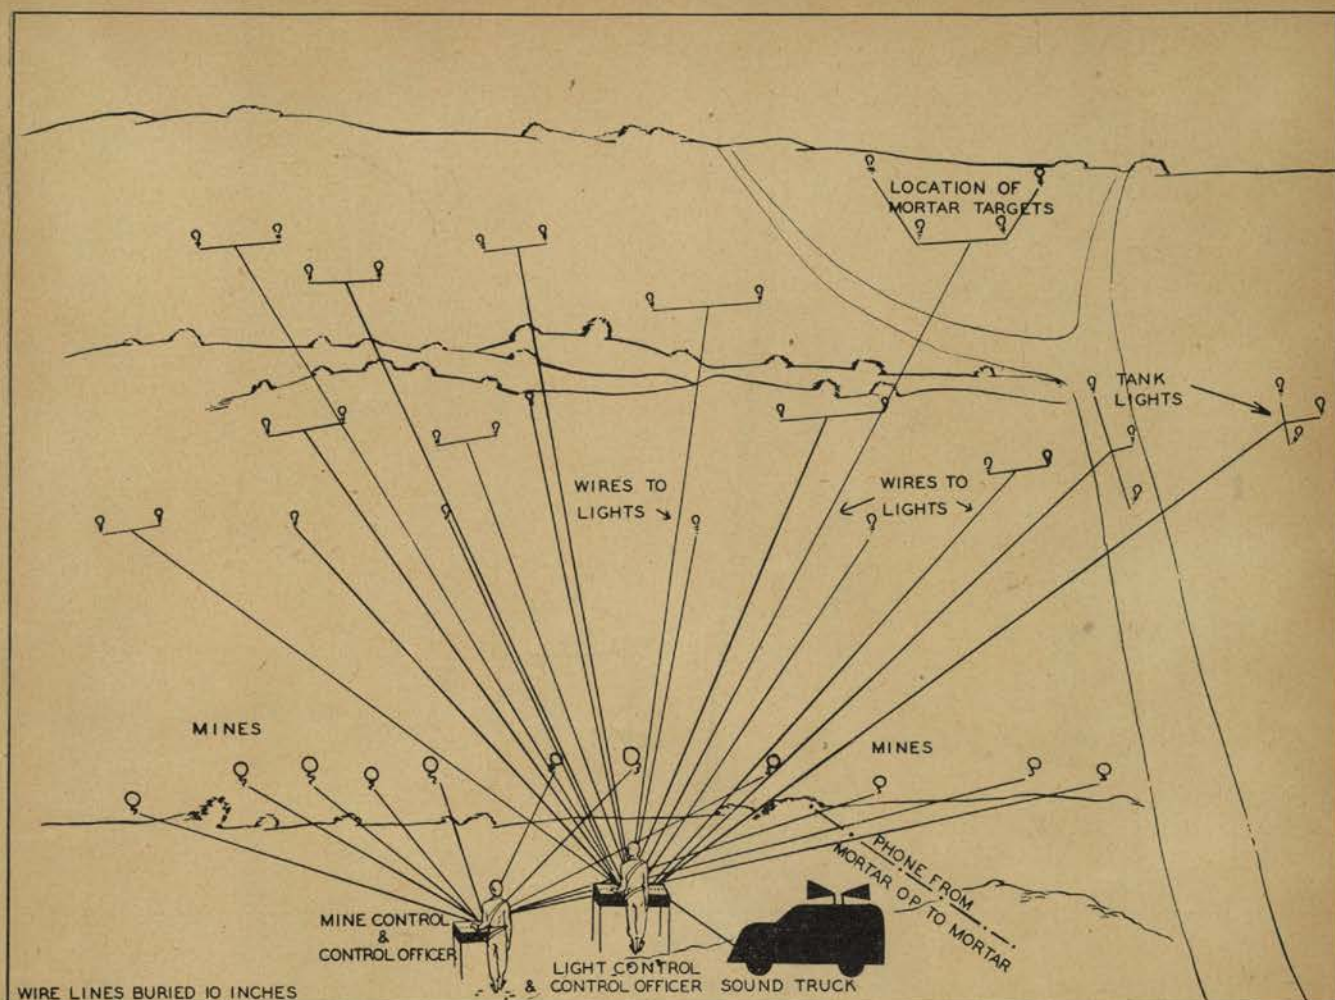 LOCATION OF
MORTAR TARGETS
TANK
LIGHTS
WIRES TO
LIGHTS
WIRES TO
LIGHTS
MINES
MINES
PHONE FROM
MORTAR OP TO MORTAR
MINE CONTROL
&
CONTROL OFFICER
LIGHT CONTROL
& CONTROL OFFICER
SOUND TRUCK
WIRE LINES BURIED 10 INCHES